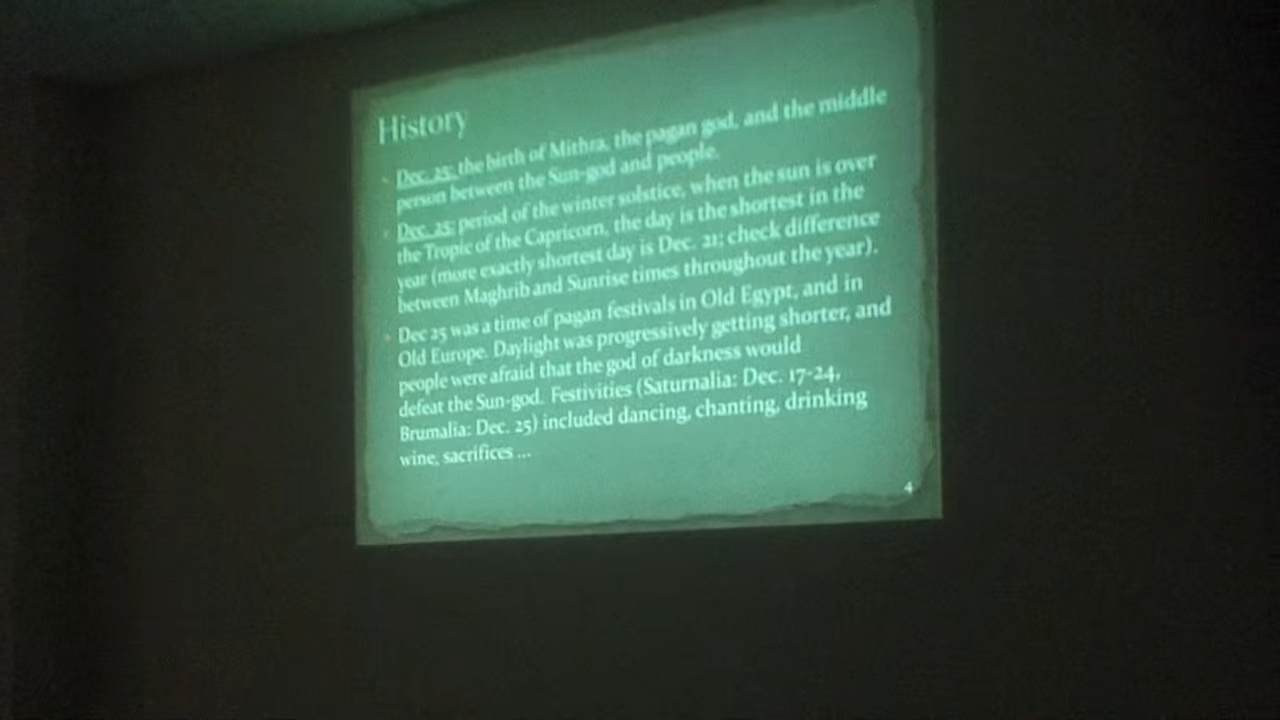 History
Dec. 25: the birth of Mithra, the pagan god, and the middle
person between the Sun-god and people.
Dec. 25: period of the winter solstice, when the sun is over
the Tropic of the Capricorn, the day is the shortest in the
year (more exactly shortest day is Dec. 21; check difference
between Maghrib and Sunrise times throughout the year).
Dec 25 was a time of pagan festivals in Old Egypt, and in
Old Europe. Daylight was progressively getting shorter, and
people were afraid that the god of darkness would
defeat the Sun-god. Festivities (Saturnalia: Dec. 17-24,
Brumalia: Dec. 25) included dancing, chanting, drinking
wine, sacrifices ...
4